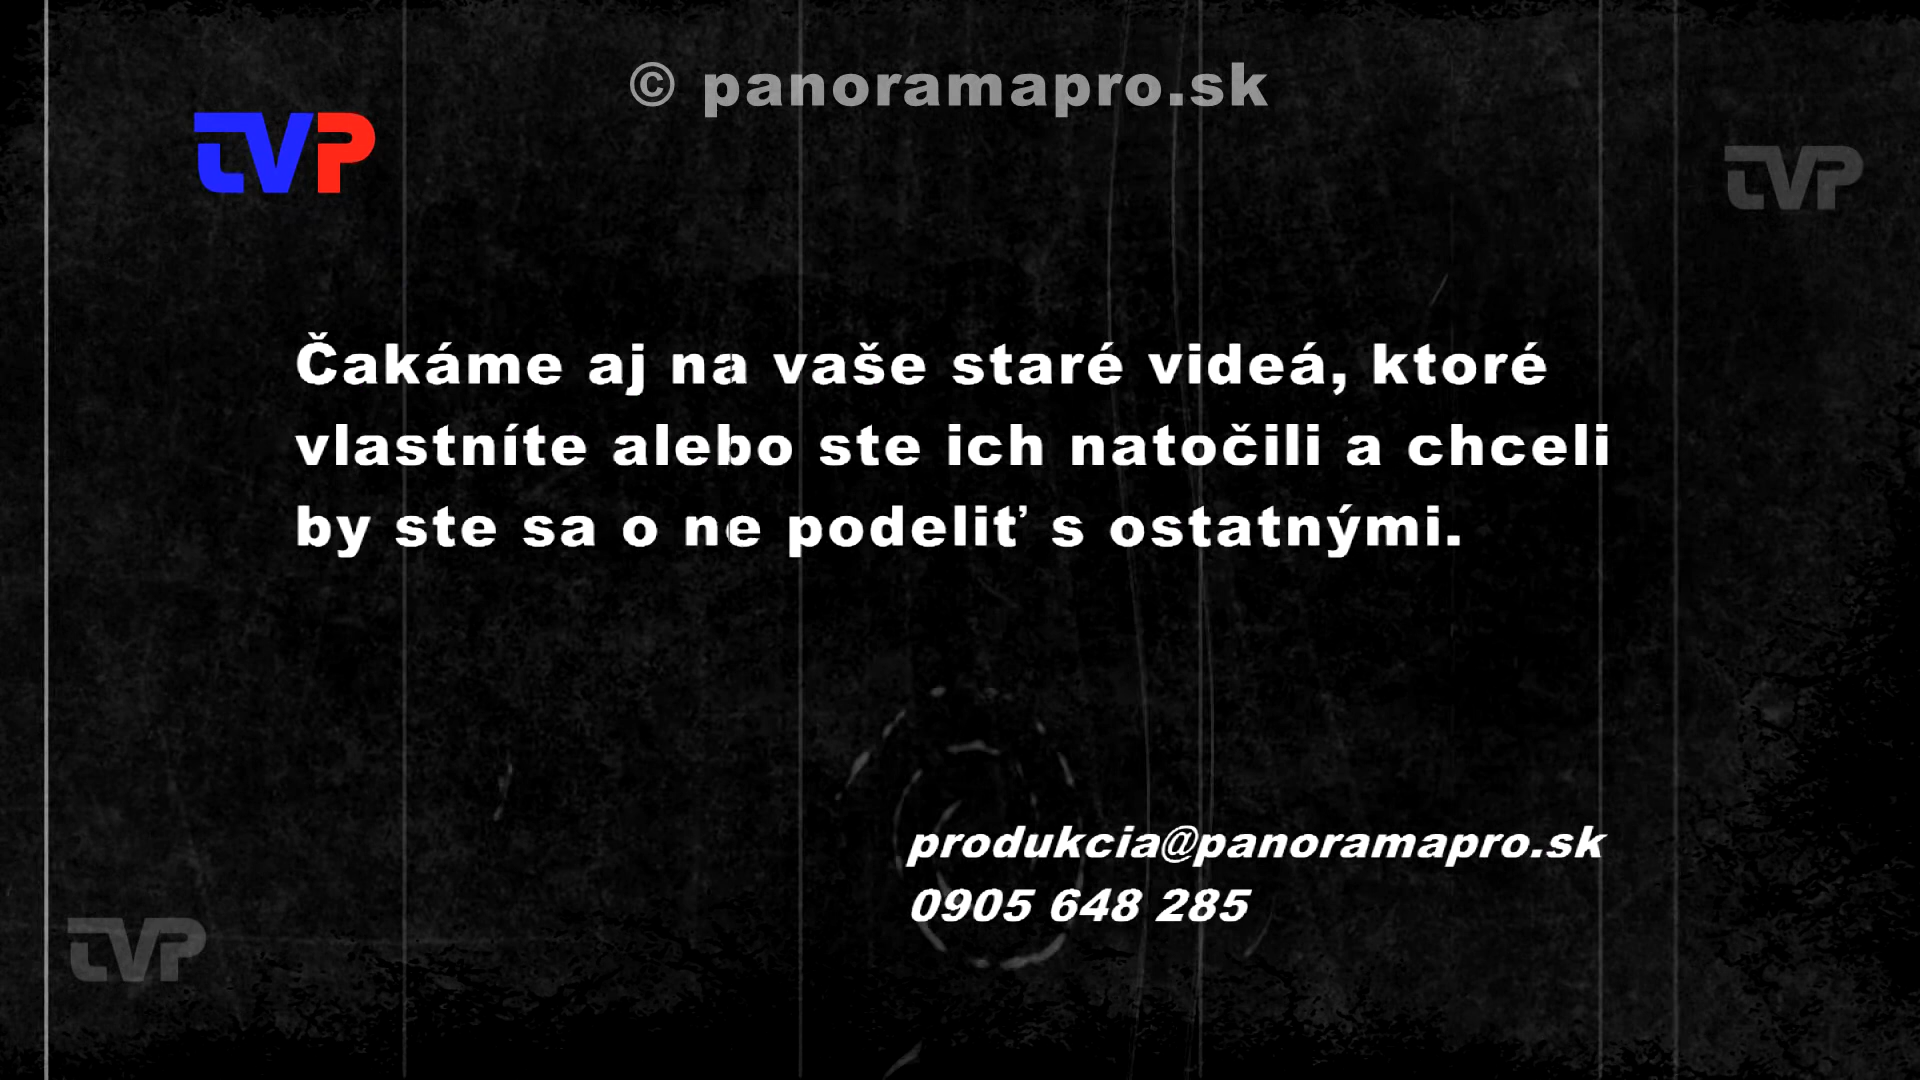 © panoramapro.sk
TVP
TVP
Čakáme aj na vaše staré videá, ktoré
vlastníte alebo ste ich natočili a chceli
by ste sa o ne podeliť s ostatnými.
produkcia@panoramapro.sk
0905 648 285
TVP